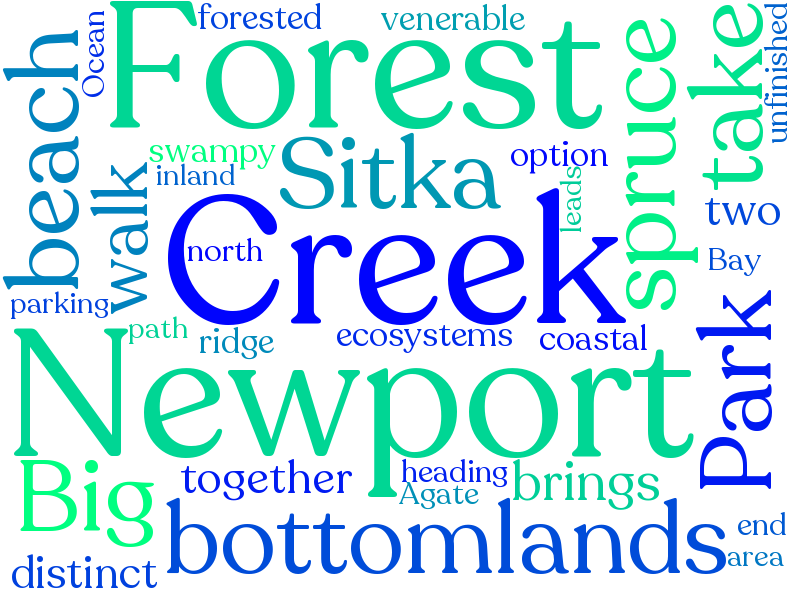 Forest
forested
venerable
Ocean
beach
spruce
take
unfinished
swampy
inland
Sitka
option
leads
walk
two
Creek
north
Bay
parking
path
ridge
ecosystems
coastal
Park
Newport
Big
together
heading
Agate
brings
bottomlands
end
area
distinct